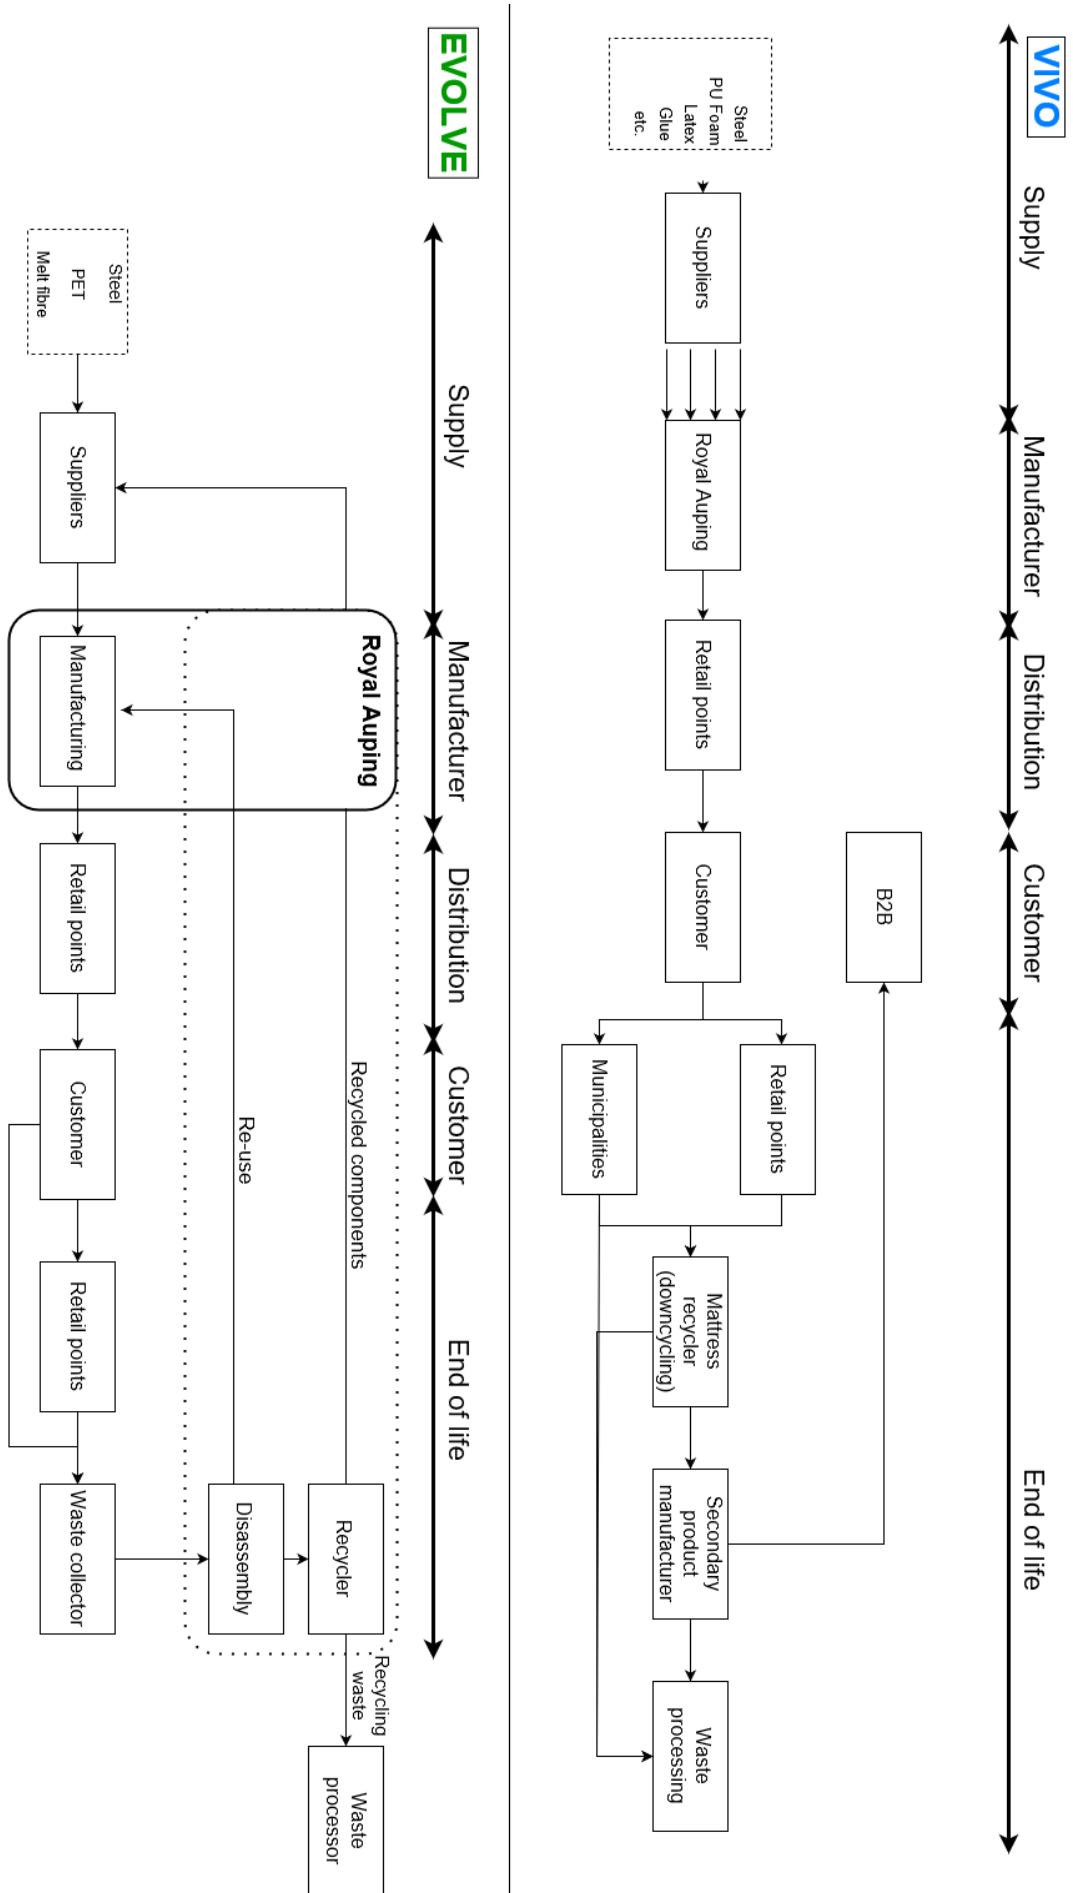 VIVO
Supply
Manufacturer
Distribution
Customer
End of life
B2B
Steel
PU Foam
Latex
Glue
etc.
Suppliers
Royal Auping
Retail points
Customer
Retail points
Municipalities
Mattress
recycler
(downcycling)
Secondary
product
manufacturer
Waste
processing
EVOLVE
Supply
Manufacturer
Distribution
Customer
End of life
Royal Auping
Recycled components
Recycler
Recycling
waste
Waste
processor
Re-use
Disassembly
Steel
PET
Melt fibre
Suppliers
Manufacturing
Retail points
Customer
Retail points
Waste collector